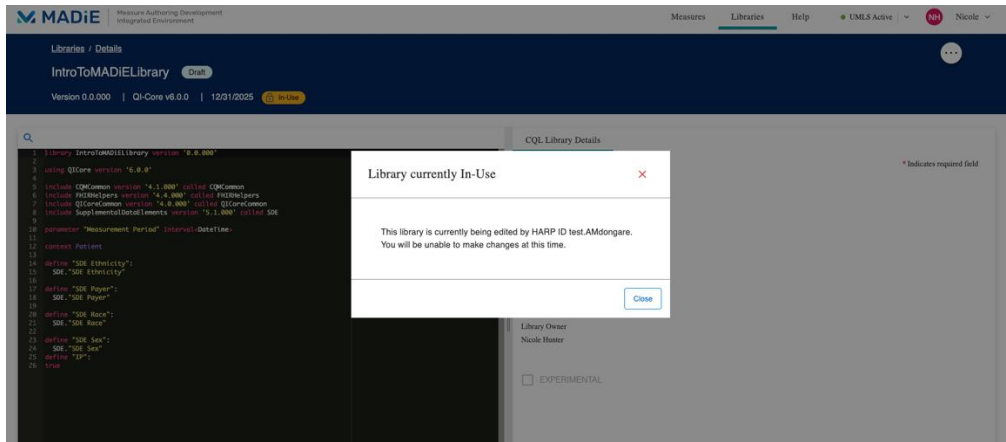 MADiE
Measure Authoring Development
Integrated Environment
Measures
Libraries
Help
UMLS Active
NH
Nicole
Libraries / Details
IntroToMADiELibrary
Draft
Version 0.0.000 | QI-Core v6.0.0 | 12/31/2025
In-Use
1 library IntroToMADiELibrary version '0.0.000'
2
3 using QICore version '6.0.0'
4
5 include CQMCommon version '4.1.000' called CQMCommon
6 include FHIRHelpers version '4.4.000' called FHIRHelpers
7 include QICoreCommon version '4.0.000' called QICoreCommon
8 include SupplementalDataElements version '5.1.000' called SDE
9
10 parameter "Measurement Period" Interval<DateTime>
11
12 context Patient
13
14 define "SDE Ethnicity":
15 SDE."SDE Ethnicity"
16
17 define "SDE Payer":
18 SDE."SDE Payer"
19
20 define "SDE Race":
21 SDE."SDE Race"
22
23 define "SDE Sex":
24 SDE."SDE Sex"
25 define "IP":
26 true
CQL Library Details
* Indicates required field
Library currently In-Use
This library is currently being edited by HARP ID test.AMdongare.
You will be unable to make changes at this time.
Close
Library Owner
Nicole Hunter
EXPERIMENTAL